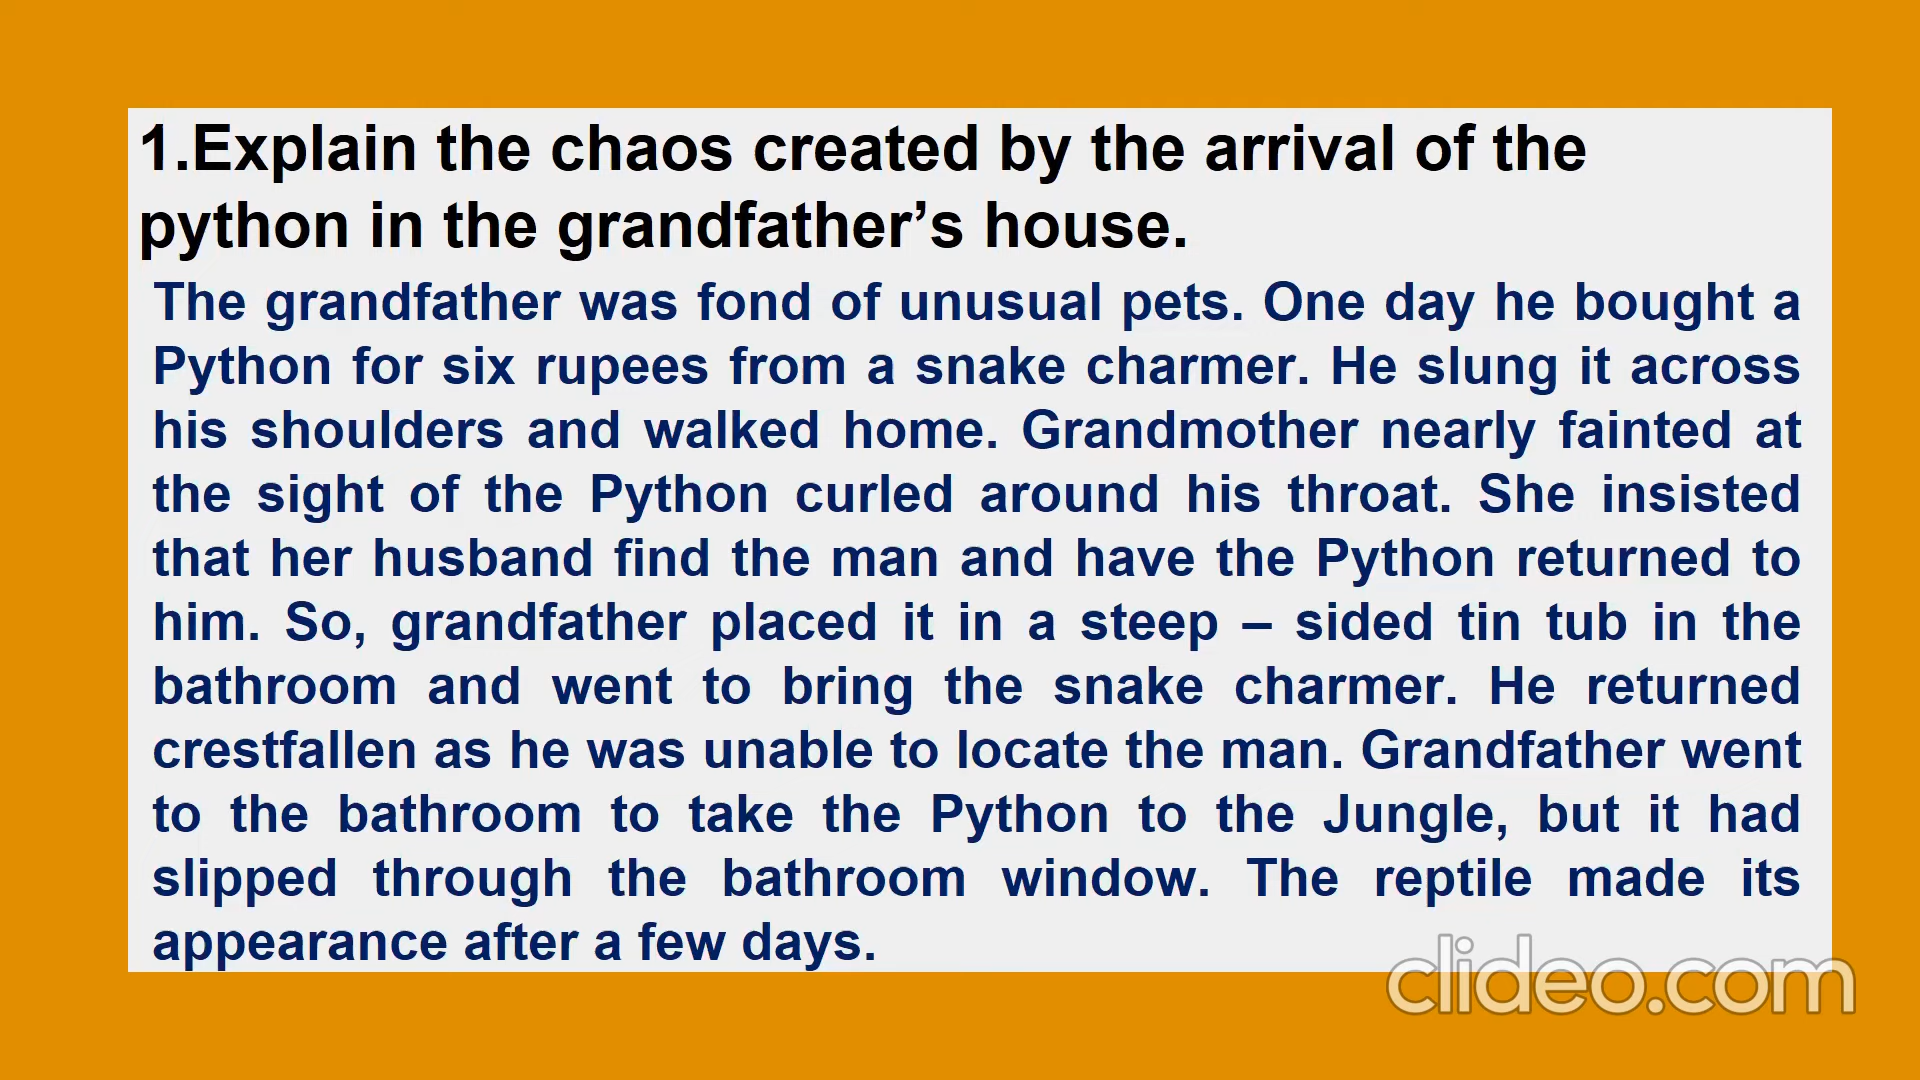 1.Explain the chaos created by the arrival of the
python in the grandfather’s house.
The grandfather was fond of unusual pets. One day he bought a
Python for six rupees from a snake charmer. He slung it across
his shoulders and walked home. Grandmother nearly fainted at
the sight of the Python curled around his throat. She insisted
that her husband find the man and have the Python returned to
him. So, grandfather placed it in a steep – sided tin tub in the
bathroom and went to bring the snake charmer. He returned
crestfallen as he was unable to locate the man. Grandfather went
to the bathroom to take the Python to the Jungle, but it had
slipped through the bathroom window. The reptile made its
appearance after a few days.
clideo.com